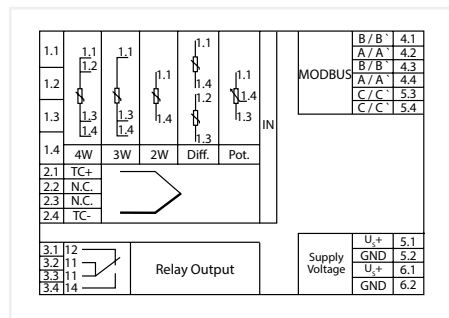 1.1
1.2
1.3
1.4
1.1
1.2
1.3
1.4
4W
1.1
1.3
1.4
3W
1.1
1.4
2W
1.1
1.4
1.2
1.3
Diff.
1.1
1.4
1.3
Pot.
IN
MODBUS
B / B` 4.1
A / A` 4.2
B / B` 4.3
A / A` 4.4
C / C` 5.3
C / C` 5.4
2.1 TC+
2.2 N.C.
2.3 N.C.
2.4 TC-
3.1 12
3.2 11
3.3 11
3.4 14
Relay Output
Supply
Voltage
Us+ 5.1
GND 5.2
Us+ 6.1
GND 6.2